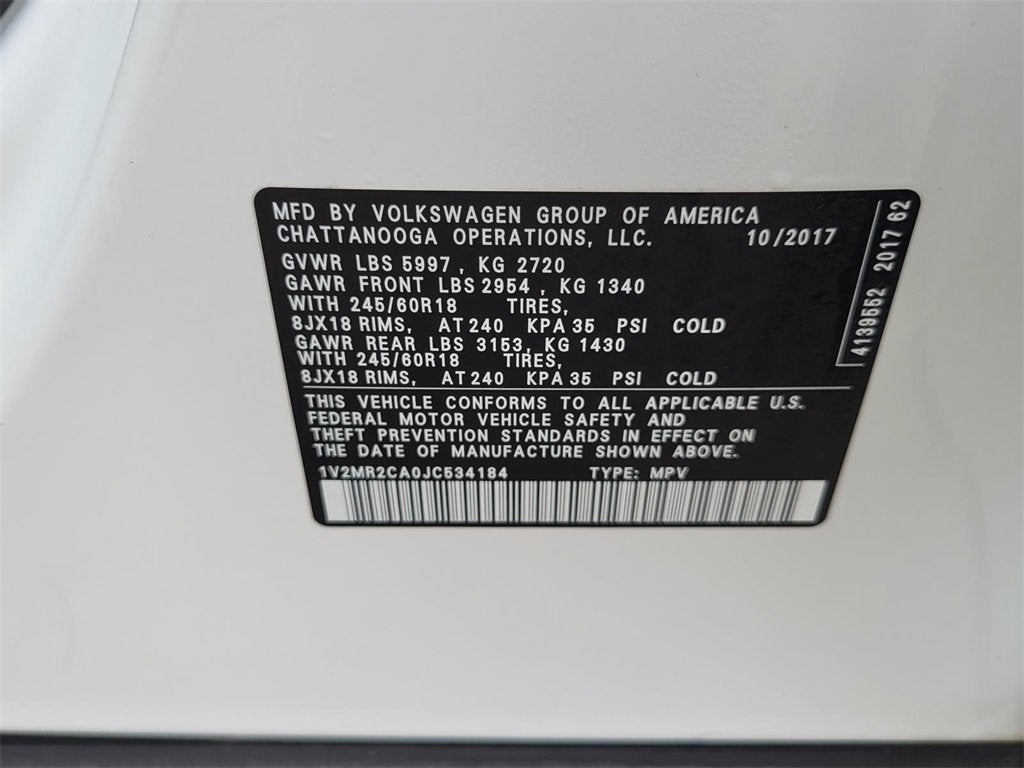 MFD BY VOLKSWAGEN GROUP OF AMERICA
CHATTANOOGA OPERATIONS, LLC. 10/2017
GVWR LBS 5997 , KG 2720
GAWR FRONT LBS 2954 , KG 1340
WITH 245/60R18 TIRES,
8JX18 RIMS, AT 240 KPA 35 PSI COLD
GAWR REAR LBS 3153, KG 1430
WITH 245/60R18 TIRES,
8JX18 RIMS, AT 240 KPA 35 PSI COLD
THIS VEHICLE CONFORMS TO ALL APPLICABLE U.S.
FEDERAL MOTOR VEHICLE SAFETY AND
THEFT PREVENTION STANDARDS IN EFFECT ON
THE DATE OF MANUFACTURE SHOWN ABOVE.
1V2MR2CA0JC534184 TYPE: MPV
4139552 2017 62